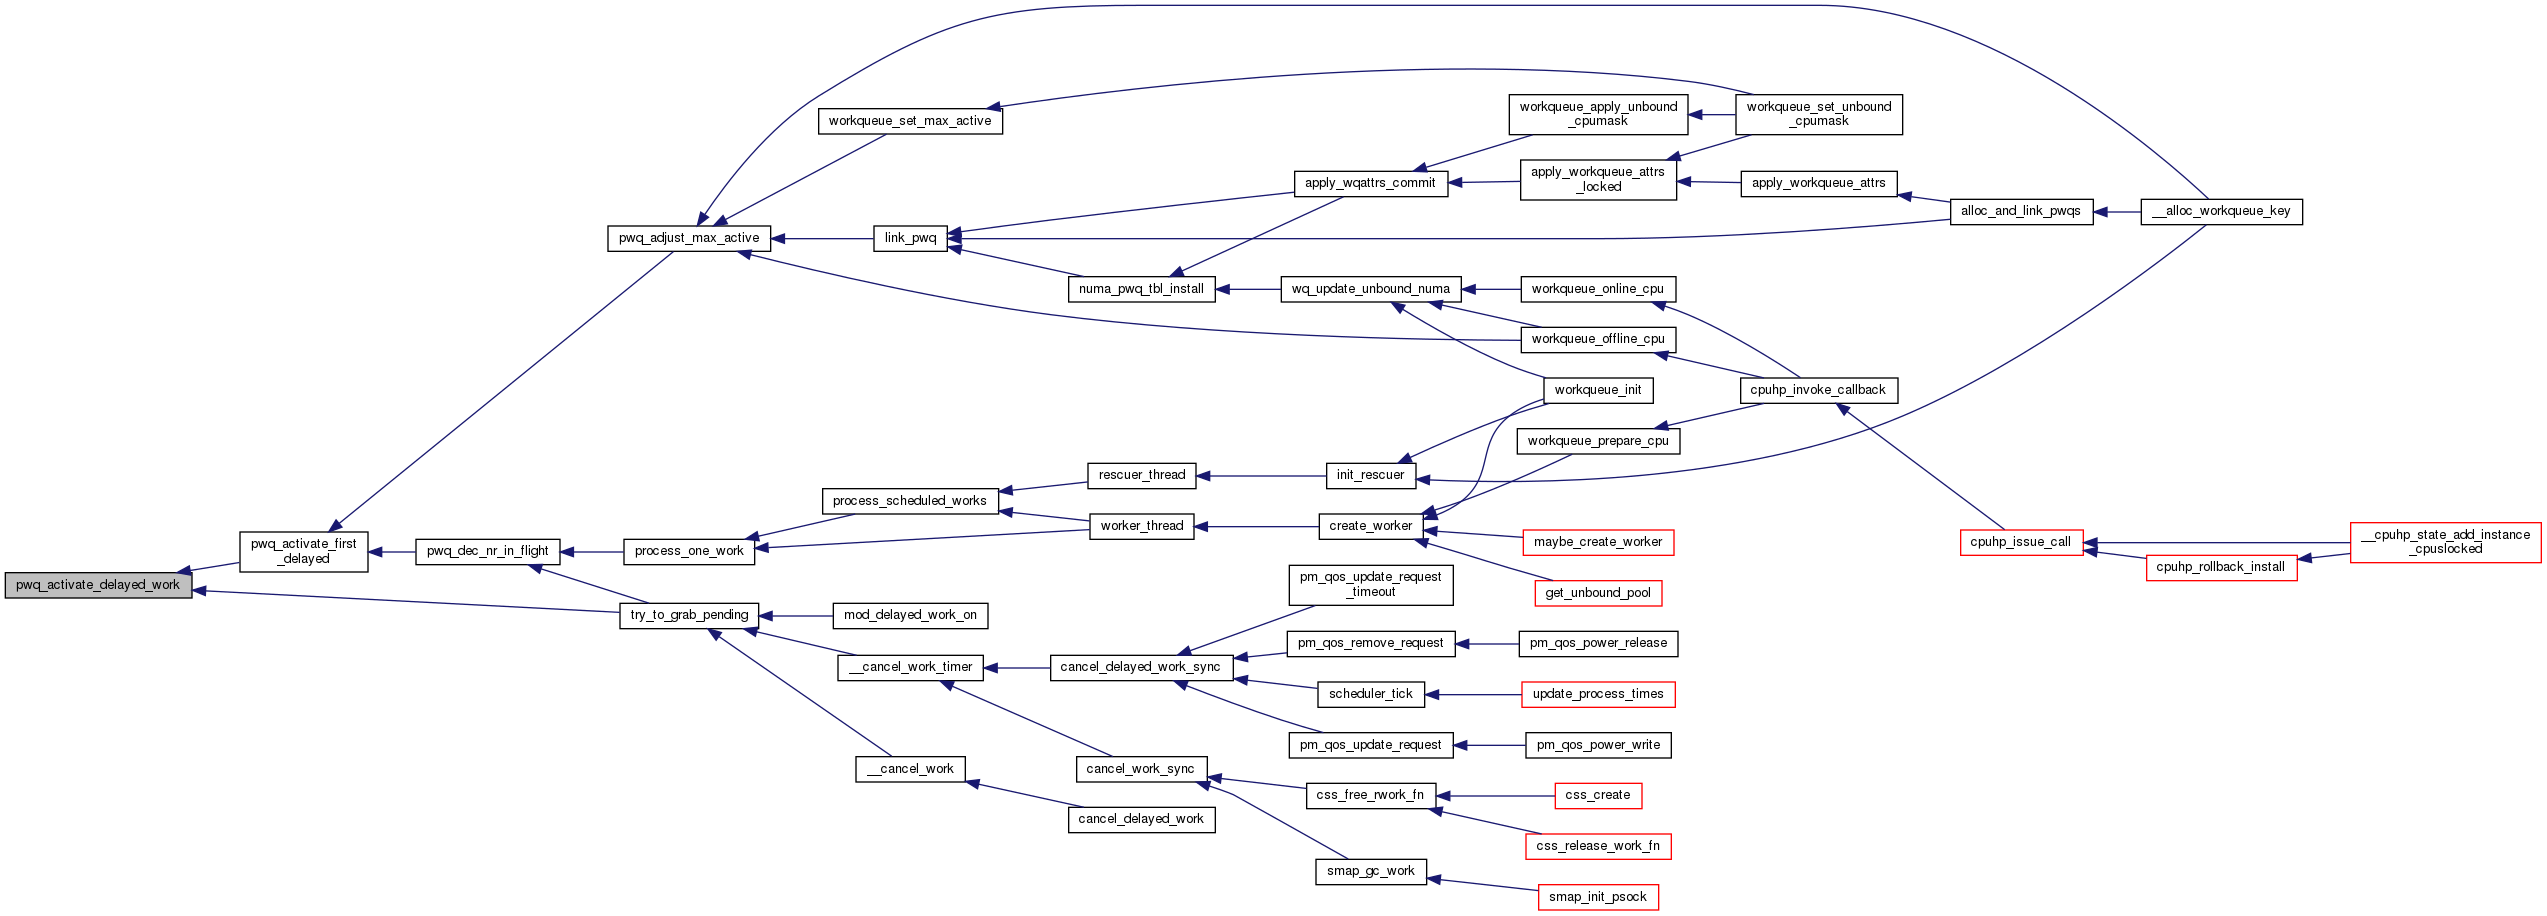 pwq_activate_delayed_work
pwq_activate_first
_delayed
pwq_adjust_max_active
pwq_dec_nr_in_flight
process_one_work
try_to_grab_pending
workqueue_set_max_active
link_pwq
process_scheduled_works
mod_delayed_work_on
__cancel_work_timer
__cancel_work
numa_pwq_tbl_install
rescuer_thread
worker_thread
cancel_delayed_work_sync
cancel_work_sync
cancel_delayed_work
apply_wqattrs_commit
wq_update_unbound_numa
init_rescuer
create_worker
pm_qos_update_request
_timeout
pm_qos_remove_request
scheduler_tick
pm_qos_update_request
css_free_rwork_fn
smap_gc_work
workqueue_apply_unbound
_cpumask
apply_workqueue_attrs
_locked
workqueue_online_cpu
workqueue_offline_cpu
workqueue_init
workqueue_prepare_cpu
maybe_create_worker
get_unbound_pool
pm_qos_power_release
update_process_times
pm_qos_power_write
css_create
css_release_work_fn
smap_init_psock
workqueue_set_unbound
_cpumask
apply_workqueue_attrs
cpuhp_invoke_callback
alloc_and_link_pwqs
cpuhp_issue_call
__alloc_workqueue_key
cpuhp_rollback_install
__cpuhp_state_add_instance
_cpuslocked